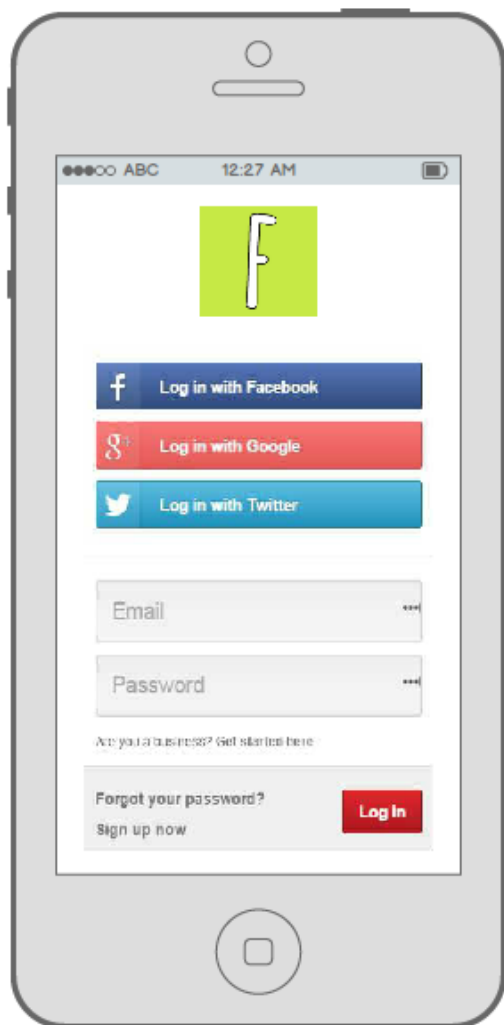 ABC 12:27 AM
F
f Log in with Facebook
g+ Log in with Google
Log in with Twitter
Email
Password
Are you a business? Get started here
Forgot your password?
Sign up now
Log In